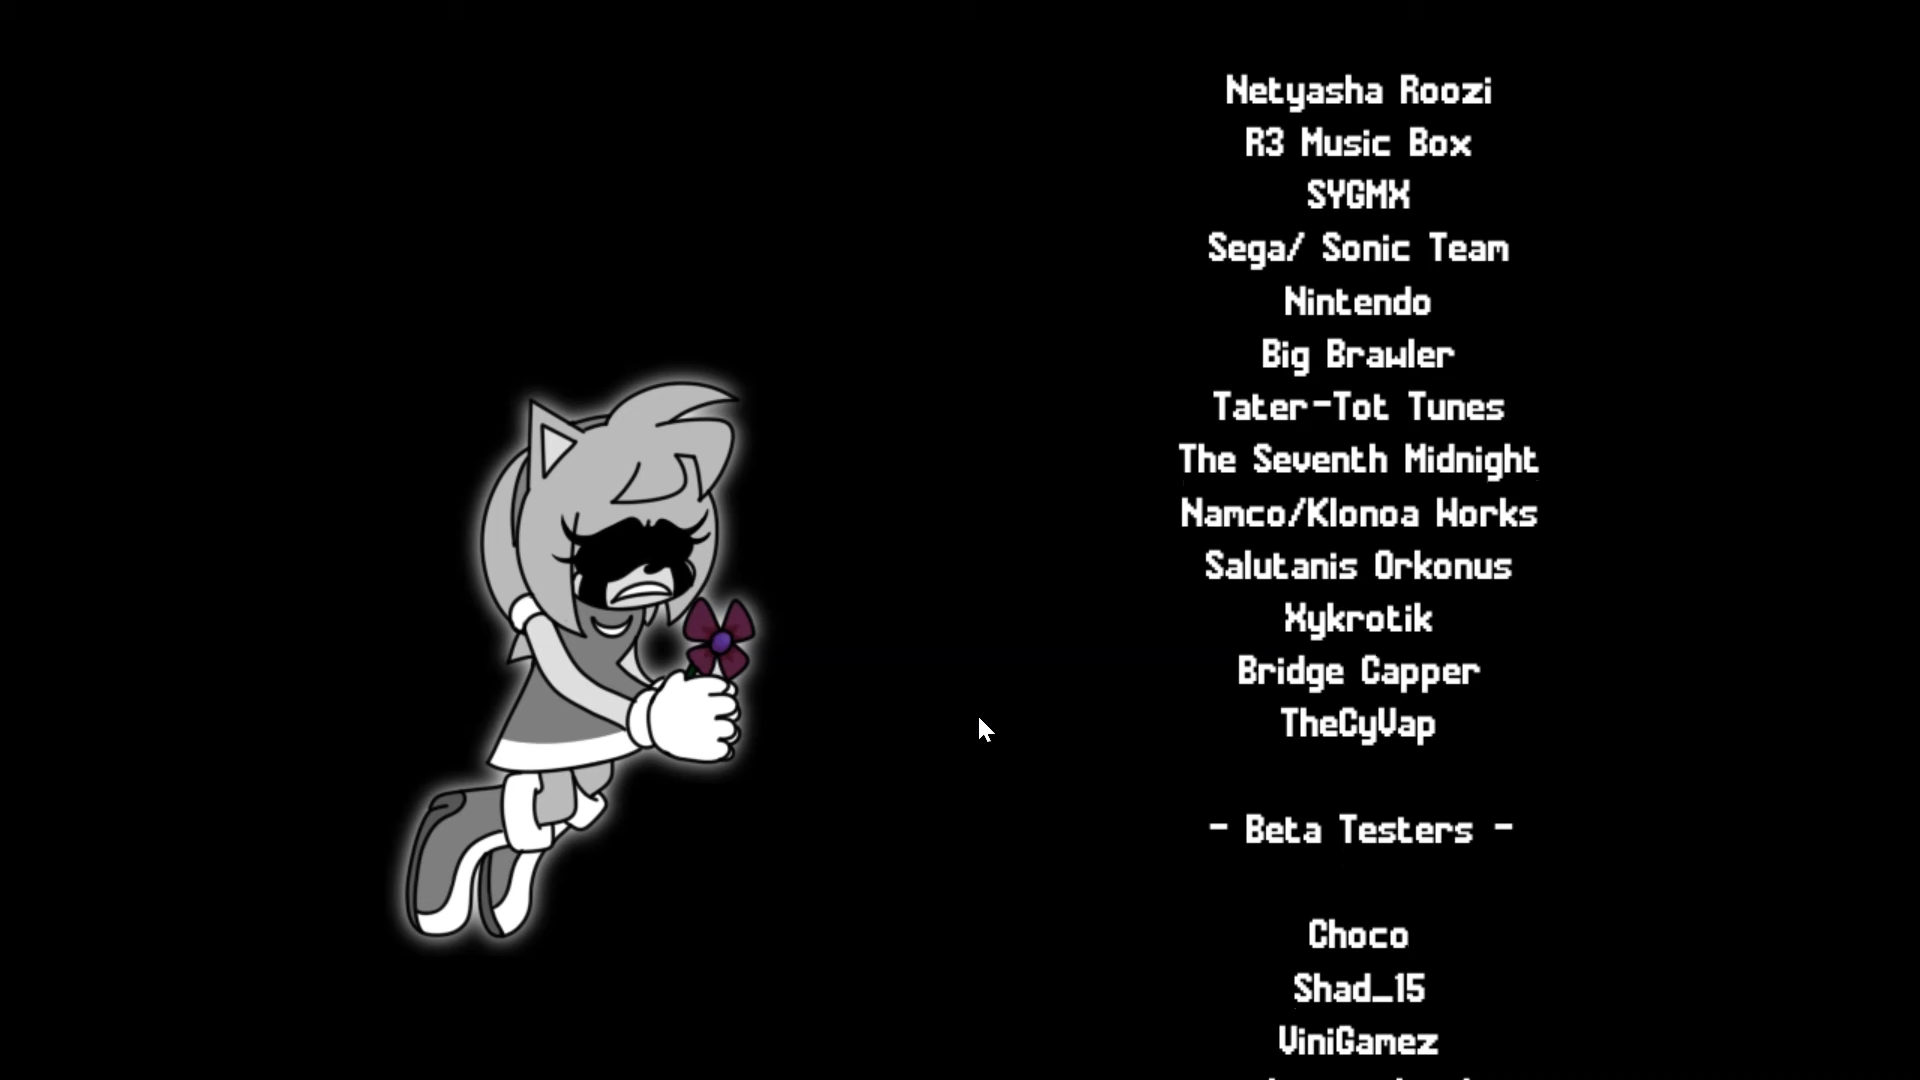 Netyasha Roozi
R3 Music Box
SYGMX
Sega/ Sonic Team
Nintendo
Big Brawler
Tater-Tot Tunes
The Seventh Midnight
Namco/Klonoa Works
Salutanis Orkonus
Xykrotik
Bridge Capper
TheCyVap
- Beta Testers -
Choco
Shad_15
ViniGamez